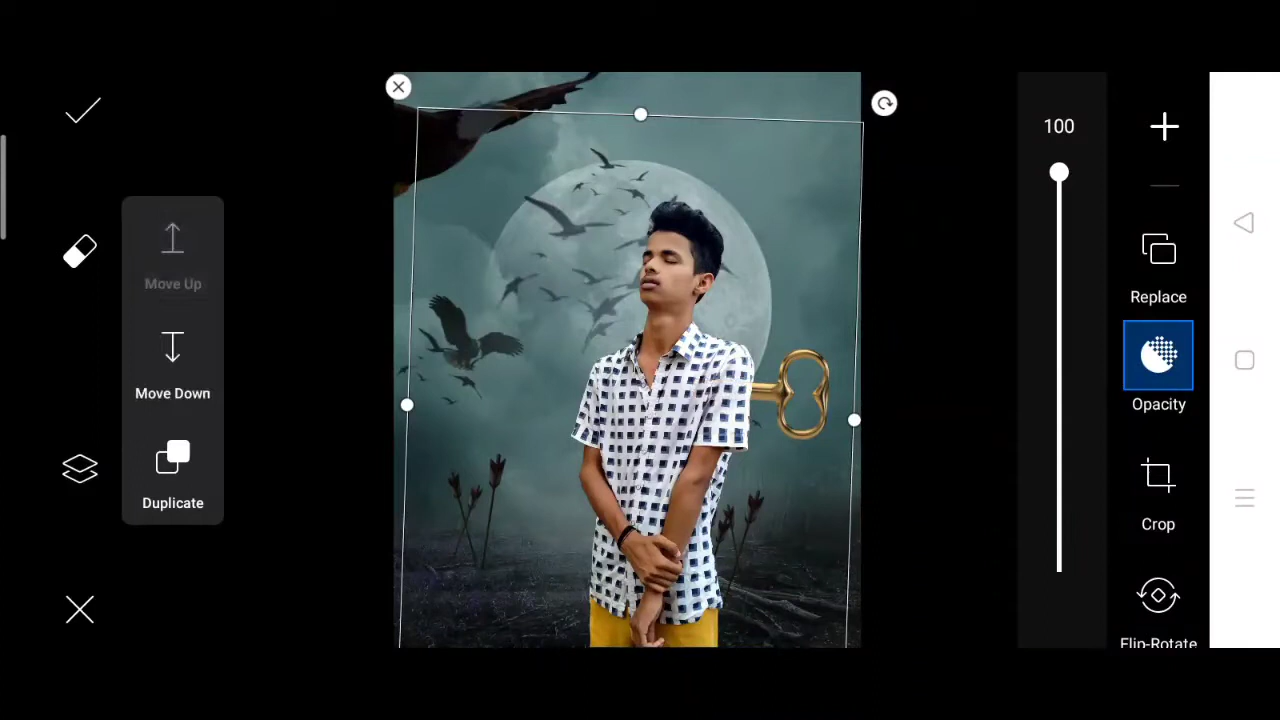 Move Up
Move Down
Duplicate
100
Replace
Opacity
Crop
Flip-Rotate